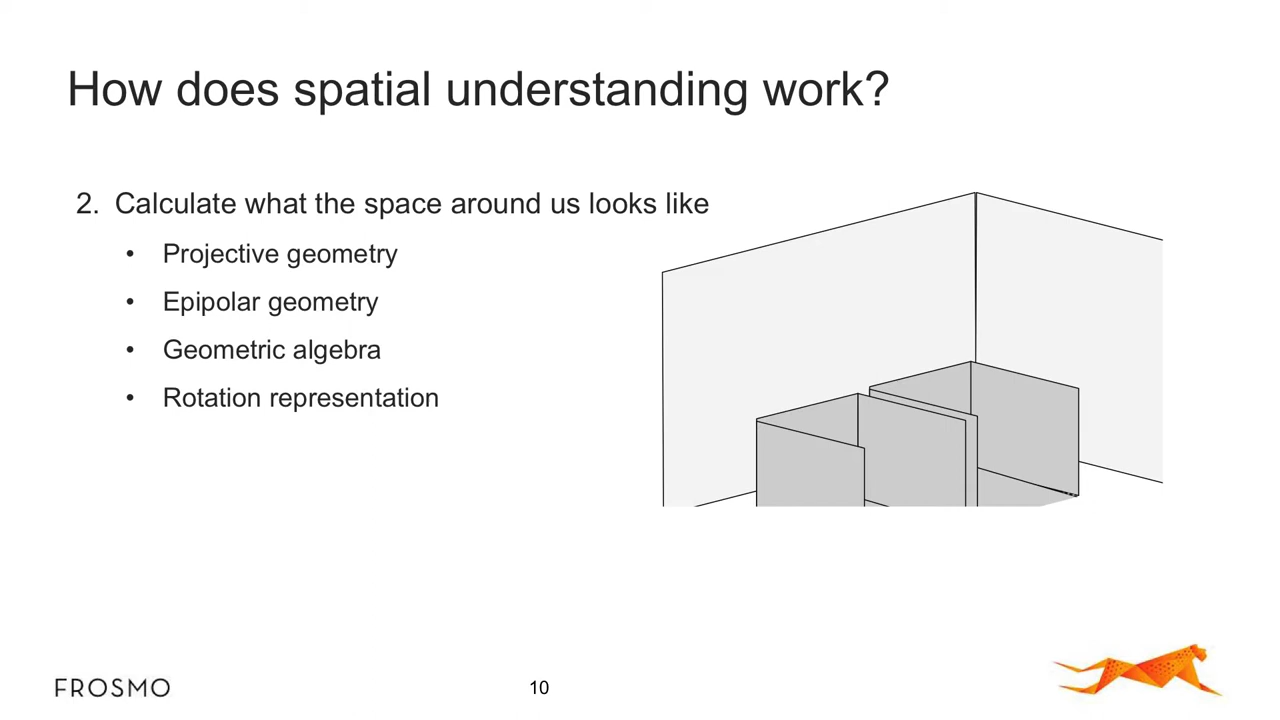 How does spatial understanding work?
2. Calculate what the space around us looks like
• Projective geometry
• Epipolar geometry
• Geometric algebra
• Rotation representation
FROSMO
10